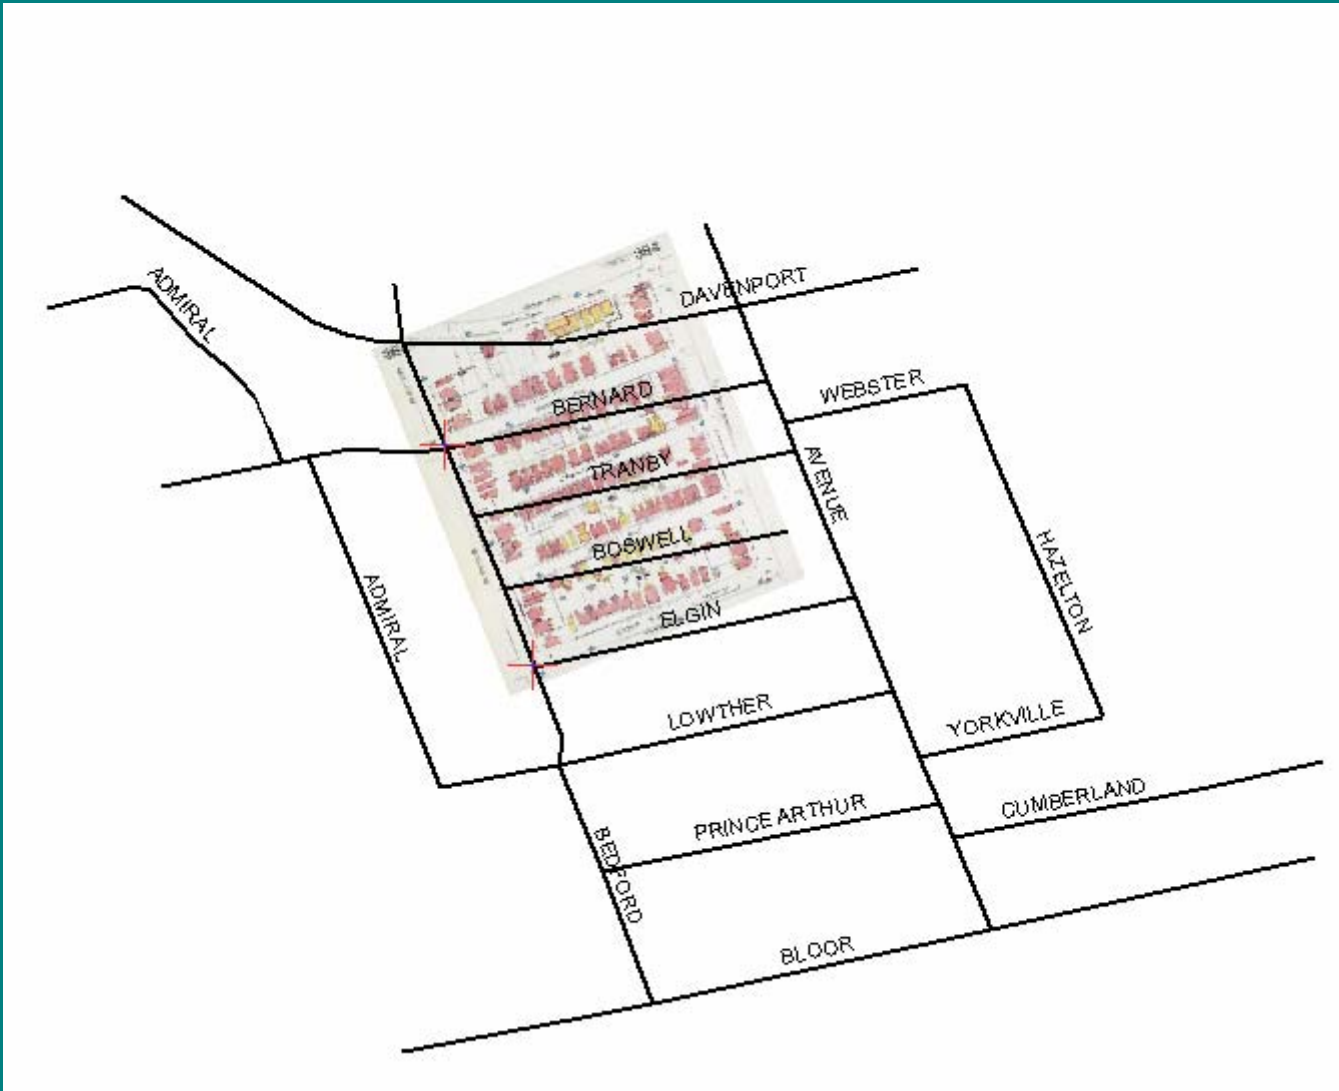 ADMIRAL
DAVENPORT
BERNARD
WEBSTER
TRANBY
AVENUE
BOSWELL
HAZELTON
ADMIRAL
ELGIN
LOWTHER
YORKVILLE
PRINCE ARTHUR
CUMBERLAND
BEDFORD
BLOOR